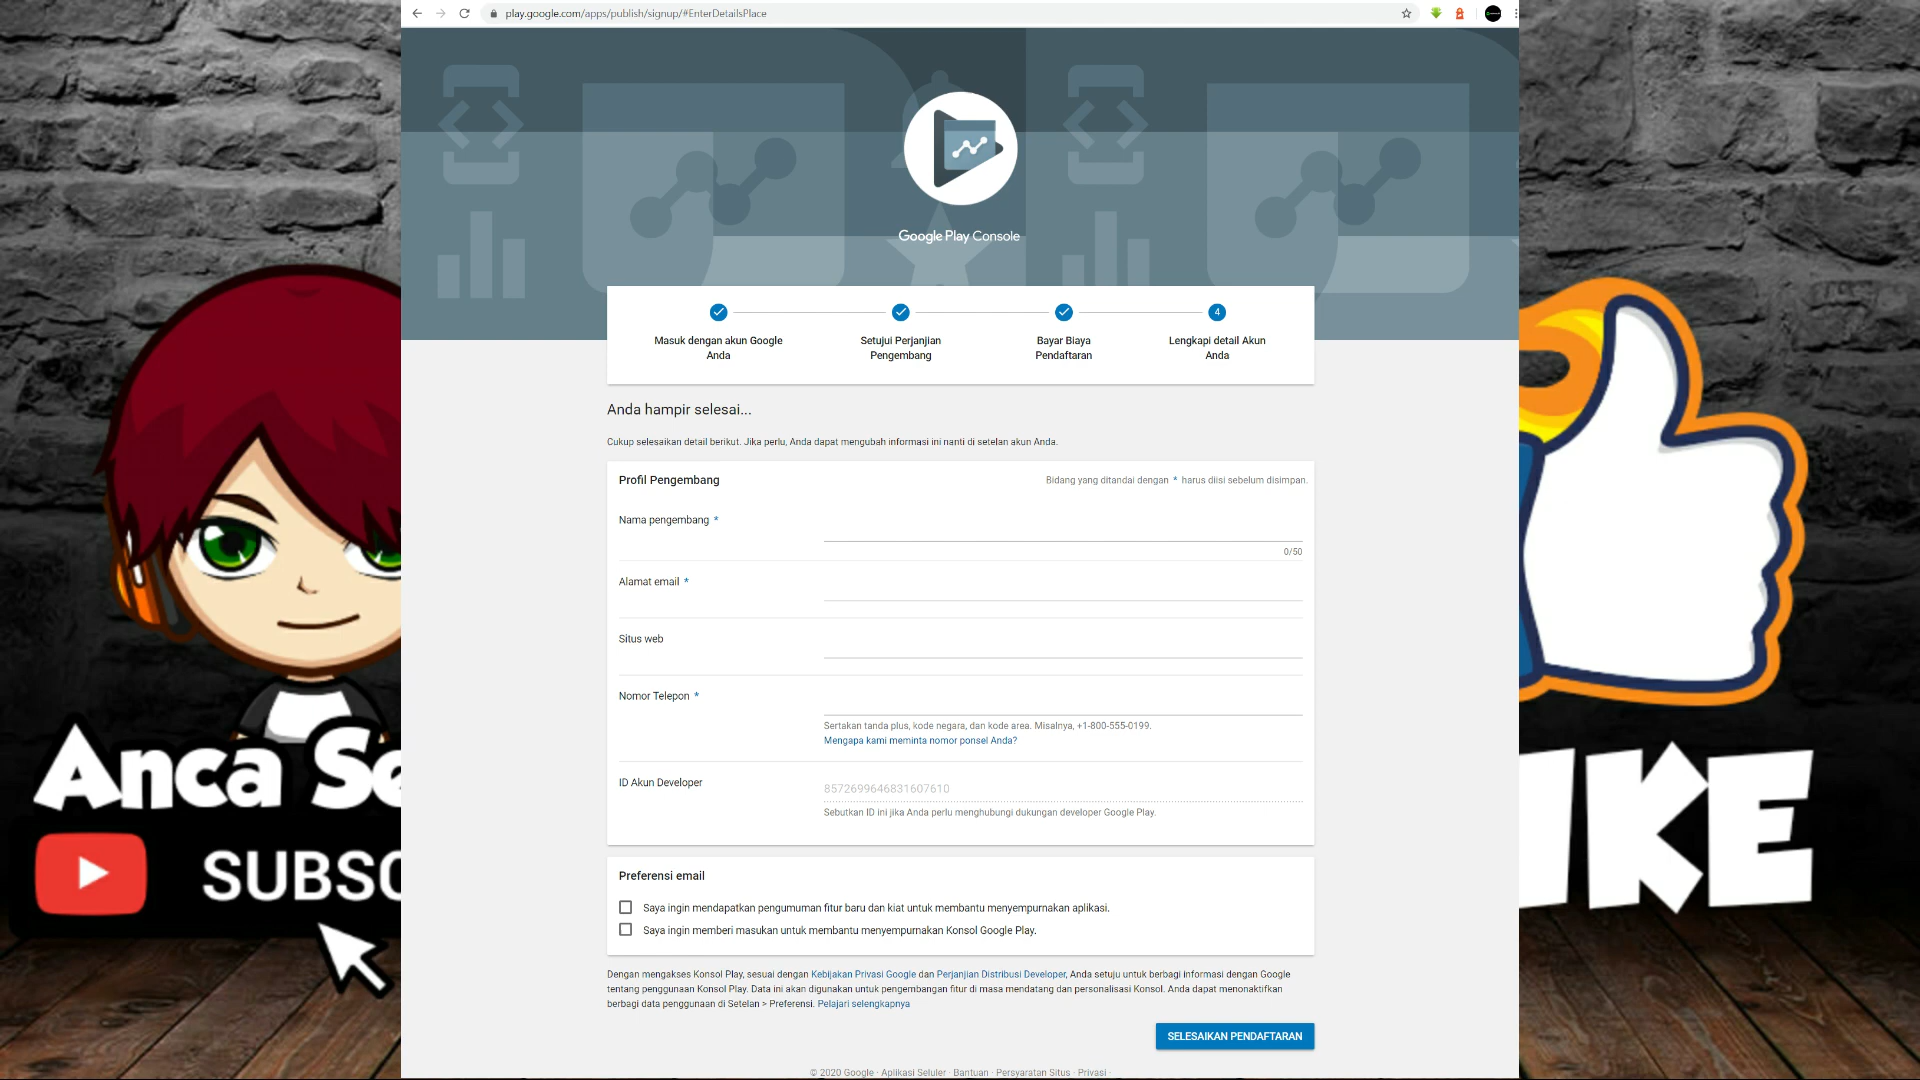 play.google.com/apps/publish/signup/#EnterDetailsPlace
Google Play Console
4
Masuk dengan akun Google
Anda
Setujui Perjanjian
Pengembang
Bayar Biaya
Pendaftaran
Lengkapi detail Akun
Anda
Anda hampir selesai...
Cukup selesaikan detail berikut. Jika perlu, Anda dapat mengubah informasi ini nanti di setelan akun Anda.
Profil Pengembang
Bidang yang ditandai dengan * harus diisi sebelum disimpan.
Nama pengembang *
0/50
Alamat email *
Situs web
Nomor Telepon *
Sertakan tanda plus, kode negara, dan kode area. Misalnya, +1-800-555-0199.
Mengapa kami meminta nomor ponsel Anda?
ID Akun Developer
8572699646831607610
Sebutkan ID ini jika Anda perlu menghubungi dukungan developer Google Play.
Preferensi email
Saya ingin mendapatkan pengumuman fitur baru dan kiat untuk membantu menyempurnakan aplikasi.
Saya ingin memberi masukan untuk membantu menyempurnakan Konsol Google Play.
Dengan mengakses Konsol Play, sesuai dengan Kebijakan Privasi Google dan Perjanjian Distribusi Developer, Anda setuju untuk berbagi informasi dengan Google
tentang penggunaan Konsol Play. Data ini akan digunakan untuk pengembangan fitur di masa mendatang dan personalisasi Konsol. Anda dapat menonaktifkan
berbagi data penggunaan di Setelan > Preferensi. Pelajari selengkapnya
SELESAIKAN PENDAFTARAN
© 2020 Google · Aplikasi Seluler · Bantuan · Persyaratan Situs · Privasi ·
Anca Se
SUBSC
IKE